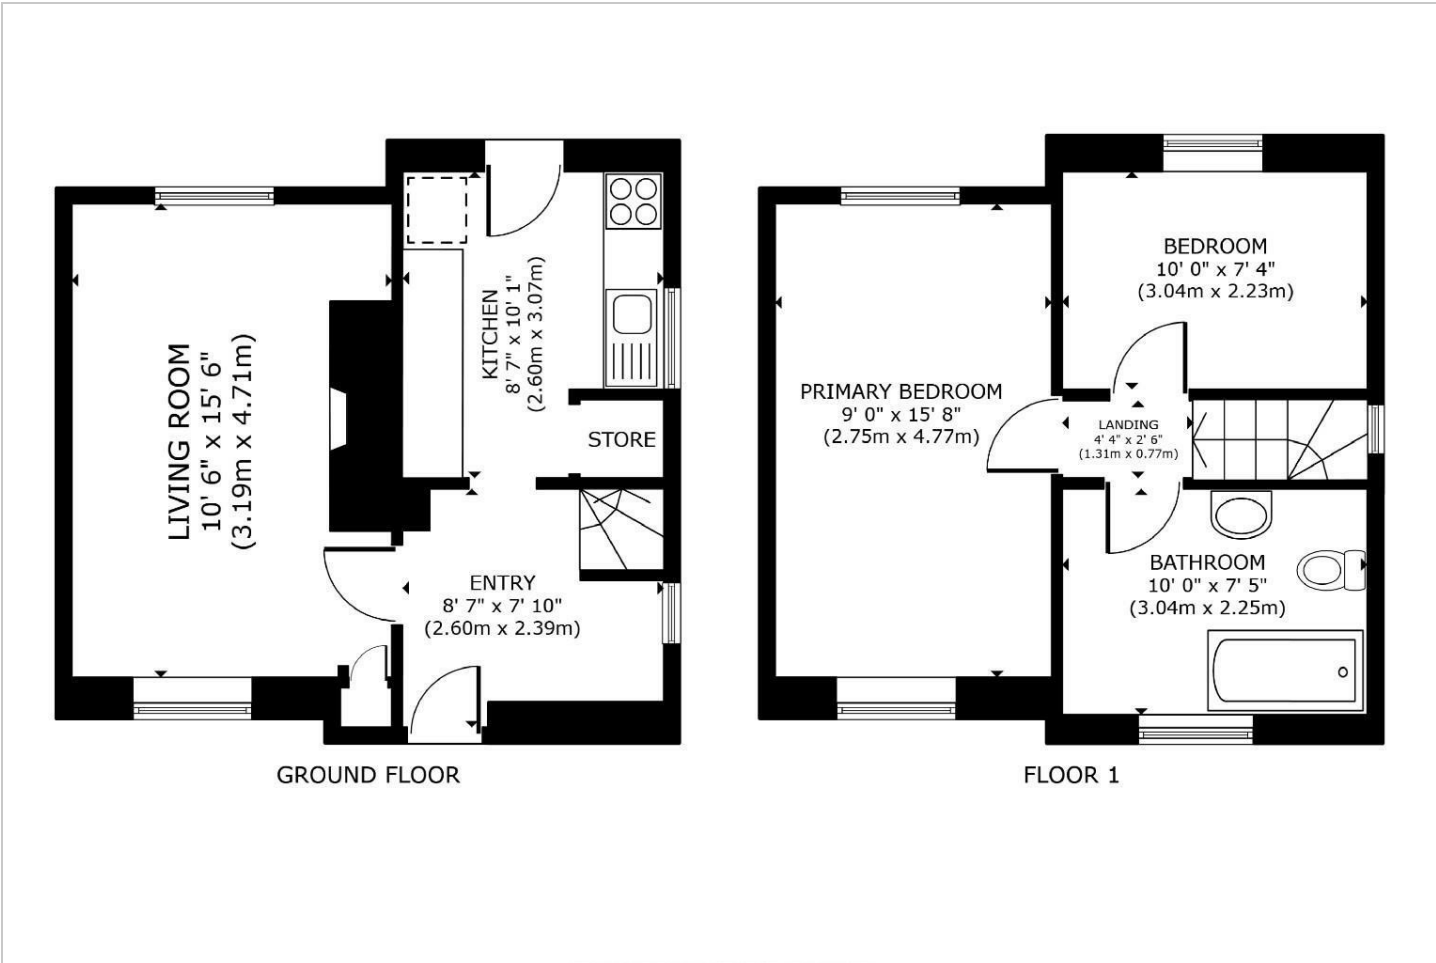 LIVING ROOM
10' 6" x 15' 6"
(3.19m x 4.71m)
KITCHEN
8' 7" x 10' 1"
(2.60m x 3.07m)
STORE
ENTRY
8' 7" x 7' 10"
(2.60m x 2.39m)
GROUND FLOOR
PRIMARY BEDROOM
9' 0" x 15' 8"
(2.75m x 4.77m)
BEDROOM
10' 0" x 7' 4"
(3.04m x 2.23m)
LANDING
4' 4" x 2' 6"
(1.31m x 0.77m)
BATHROOM
10' 0" x 7' 5"
(3.04m x 2.25m)
FLOOR 1